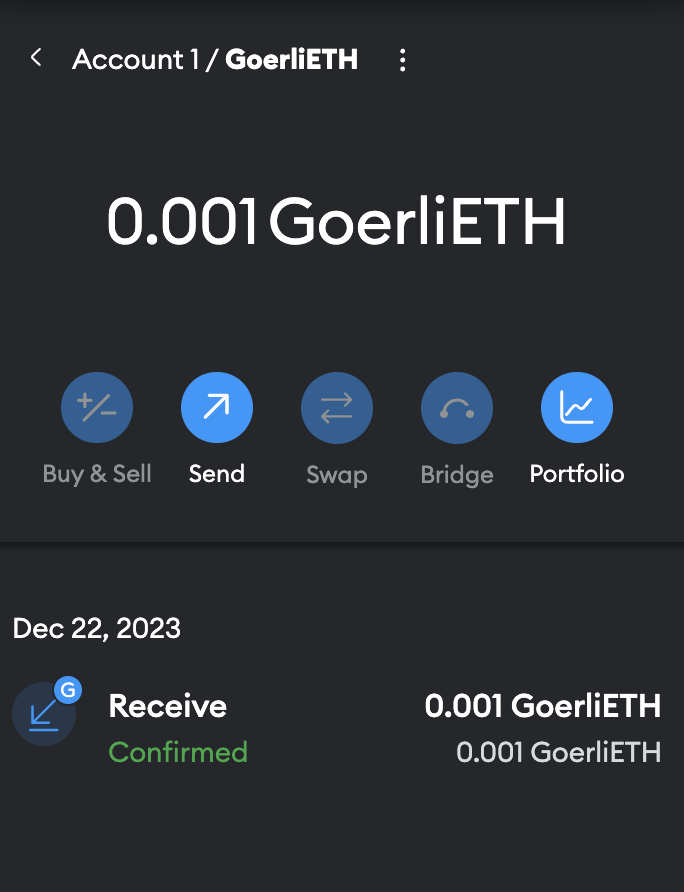 Account 1 / GoerliETH
0.001 GoerliETH
Buy & Sell Send Swap Bridge Portfolio
Dec 22, 2023
G
Receive 0.001 GoerliETH
Confirmed 0.001 GoerliETH